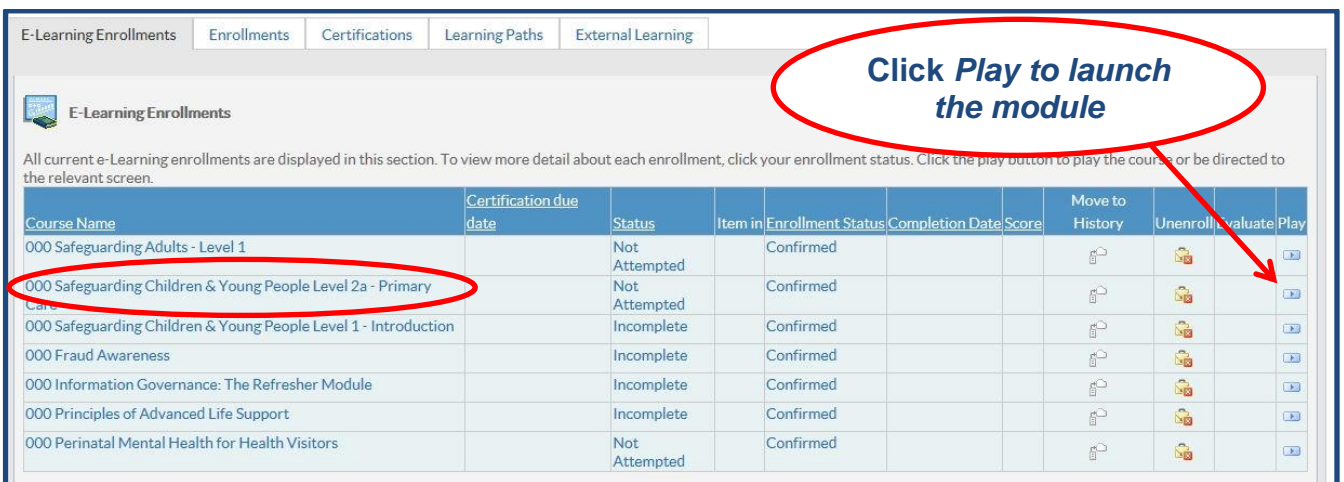 E-Learning Enrollments Enrollments Certifications Learning Paths External Learning
Click Play to launch
the module
E-Learning Enrollments
All current e-Learning enrollments are displayed in this section. To view more detail about each enrollment, click your enrollment status. Click the play button to play the course or be directed to
the relevant screen.
Course Name Certification due date Status Item in Enrollment Status Completion Date Score Move to History Unenroll Evaluate Play
000 Safeguarding Adults - Level 1 Not Attempted Confirmed
000 Safeguarding Children & Young People Level 2a - Primary Care Not Attempted Confirmed
000 Safeguarding Children & Young People Level 1 - Introduction Incomplete Confirmed
000 Fraud Awareness Incomplete Confirmed
000 Information Governance: The Refresher Module Incomplete Confirmed
000 Principles of Advanced Life Support Incomplete Confirmed
000 Perinatal Mental Health for Health Visitors Not Attempted Confirmed